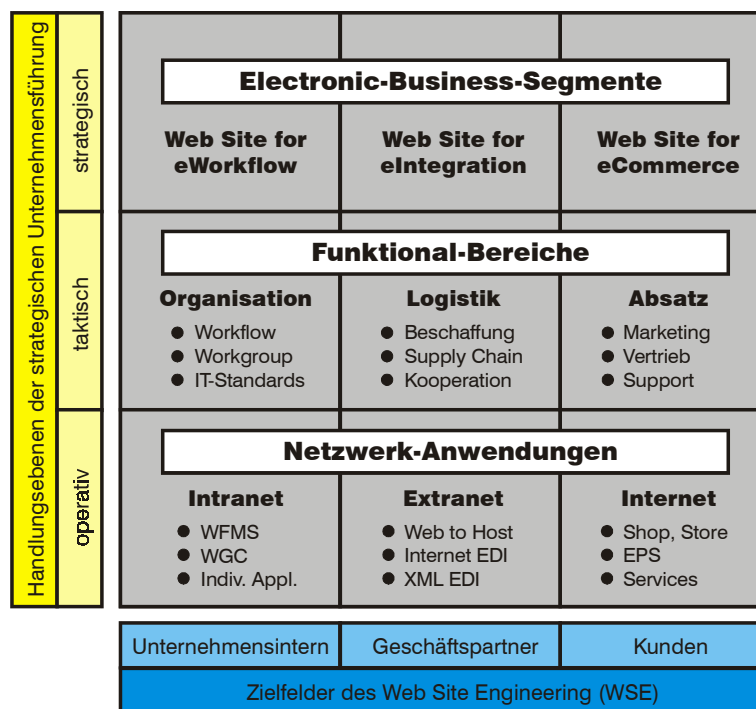 Handlungsebenen der strategischen Unternehmensführung
strategisch
Electronic-Business-Segmente
Web Site for
eWorkflow
Web Site for
eIntegration
Web Site for
eCommerce
taktisch
Funktional-Bereiche
Organisation
● Workflow
● Workgroup
● IT-Standards
Logistik
● Beschaffung
● Supply Chain
● Kooperation
Absatz
● Marketing
● Vertrieb
● Support
operativ
Netzwerk-Anwendungen
Intranet
● WFMS
● WGC
● Indiv. Appl.
Extranet
● Web to Host
● Internet EDI
● XML EDI
Internet
● Shop, Store
● EPS
● Services
Unternehmensintern
Geschäftspartner
Kunden
Zielfelder des Web Site Engineering (WSE)